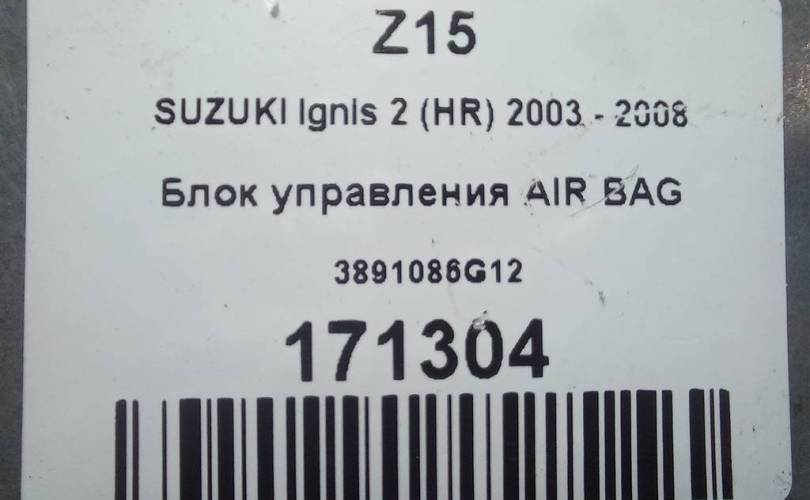 Z15
SUZUKI Ignis 2 (HR) 2003 - 2008
Блок управления AIR BAG
3891086G12
171304